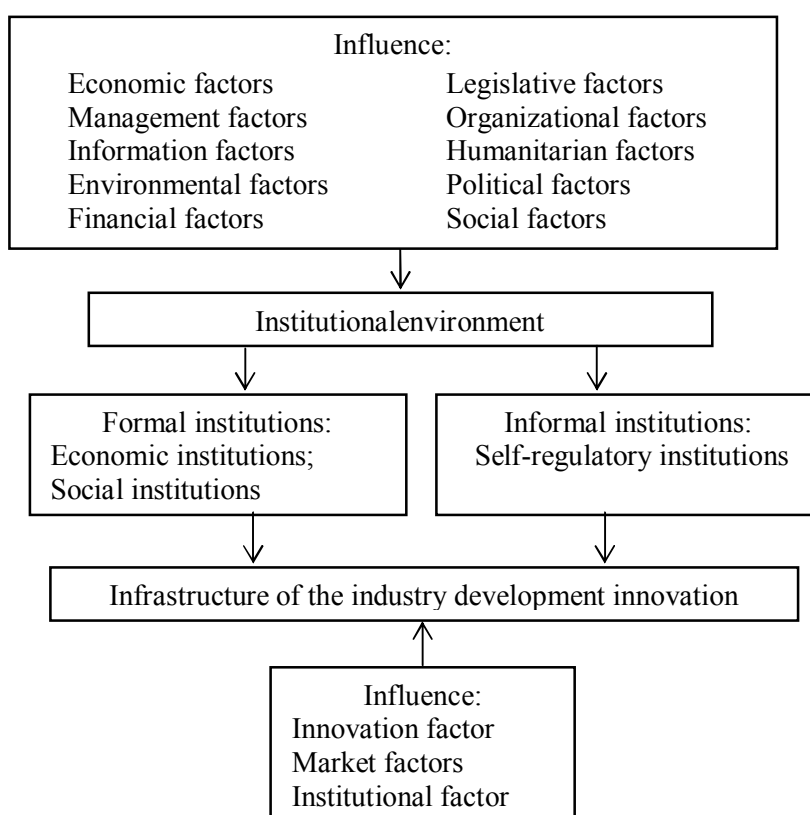 Influence:
Economic factors
Management factors
Information factors
Environmental factors
Financial factors
Legislative factors
Organizational factors
Humanitarian factors
Political factors
Social factors
Institutionalenvironment
Formal institutions:
Economic institutions;
Social institutions
Informal institutions:
Self-regulatory institutions
Infrastructure of the industry development innovation
Influence:
Innovation factor
Market factors
Institutional factor